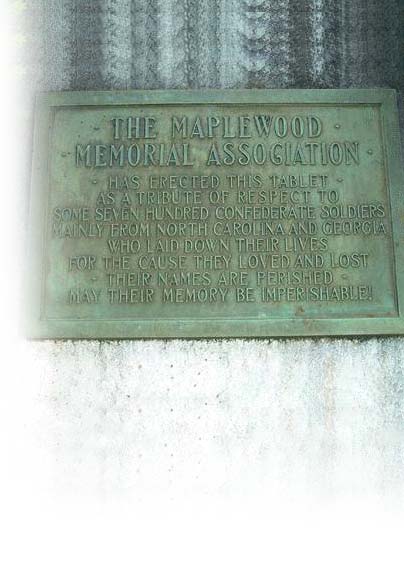 · THE MAPLEWOOD ·
· MEMORIAL ASSOCIATION ·
· HAS ERECTED THIS TABLET ·
AS A TRIBUTE OF RESPECT TO
SOME SEVEN HUNDRED CONFEDERATE SOLDIERS
MAINLY FROM NORTH CAROLINA AND GEORGIA
WHO LAID DOWN THEIR LIVES
FOR THE CAUSE THEY LOVED AND LOST
· THEIR NAMES ARE PERISHED ·
MAY THEIR MEMORY BE IMPERISHABLE!